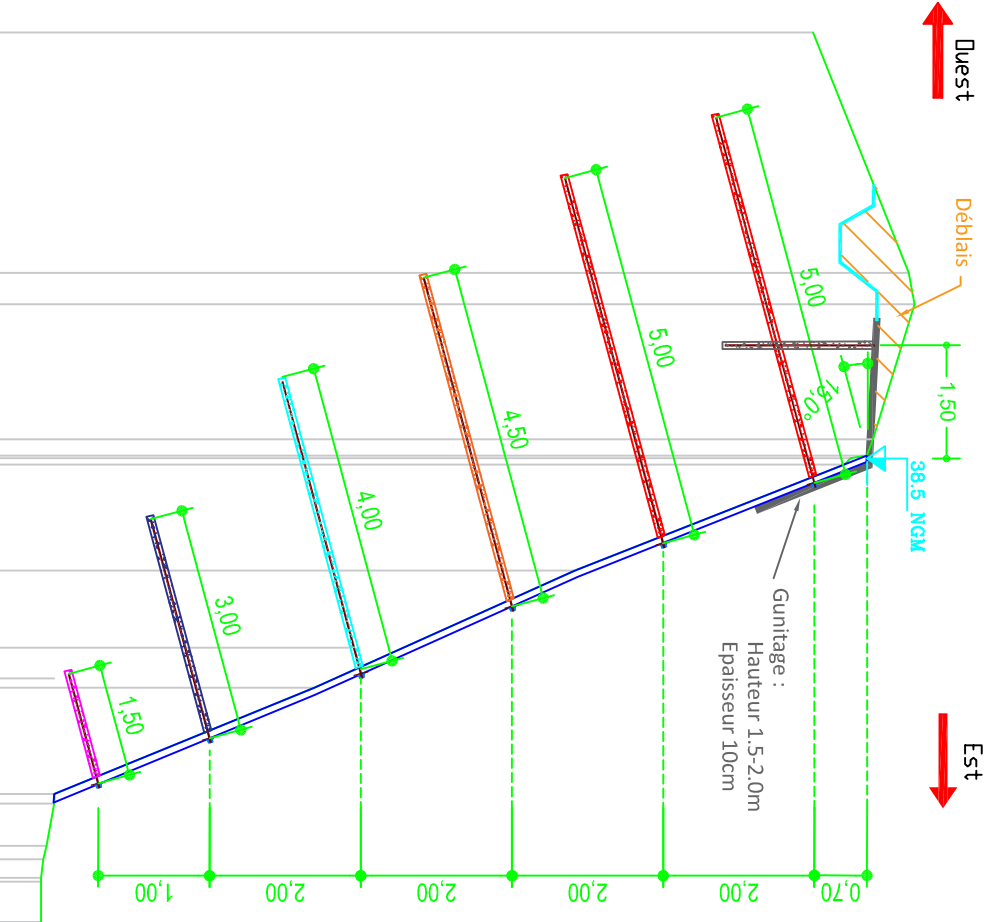 Ouest
Est
Déblais
1,50
38.5 NGM
15.0°
5,00
0,70
Gunitage :
Hauteur 1.5-2.0m
Epaisseur 10cm
2,00
5,00
2,00
4,50
2,00
4,00
2,00
3,00
1,00
1,50